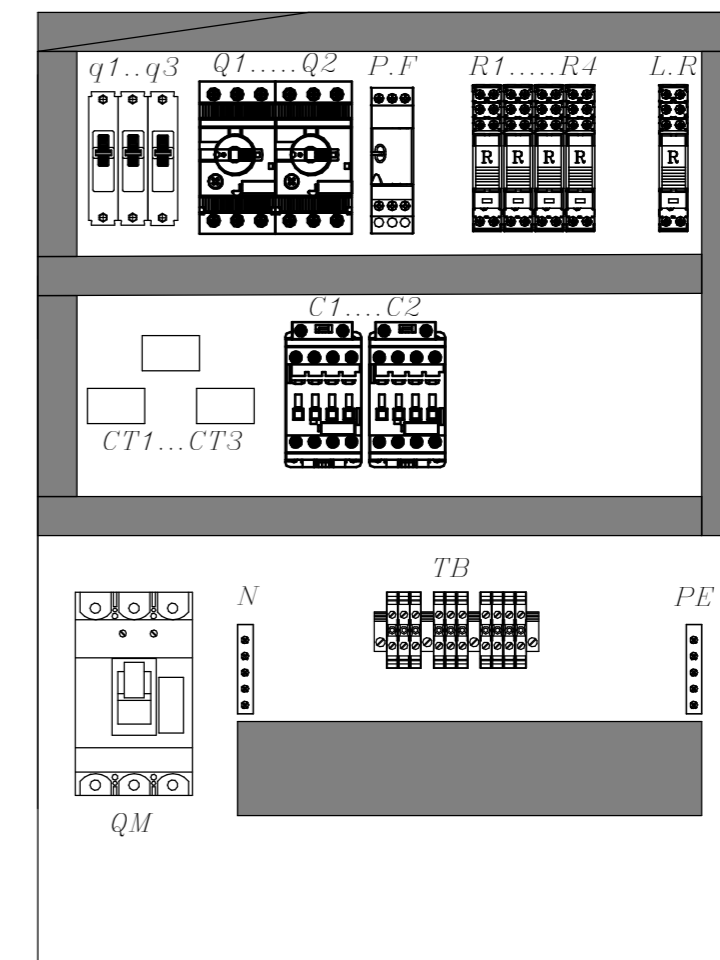 q1..q3 Q1.....Q2 P.F R1.....R4 L.R
R R R R R
C1....C2
CT1...CT3
TB
N PE
QM